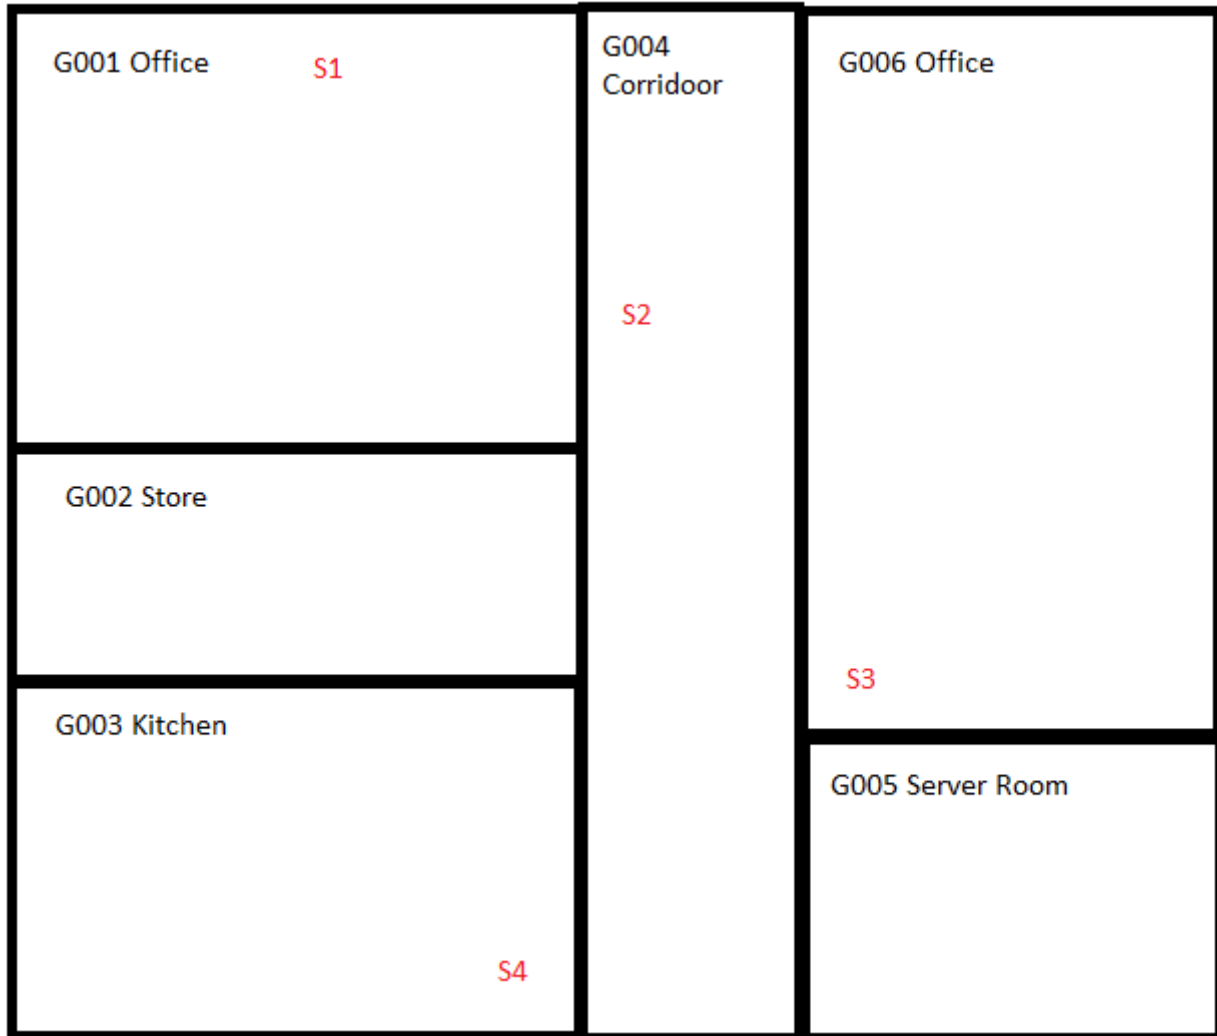 G001 Office
S1
G004
Corridoor
G006 Office
S2
G002 Store
S3
G003 Kitchen
G005 Server Room
S4